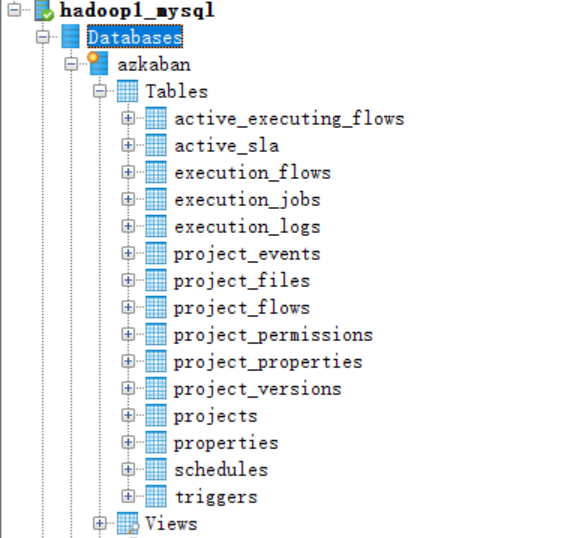 hadoop1_mysql
Databases
azkaban
Tables
active_executing_flows
active_sla
execution_flows
execution_jobs
execution_logs
project_events
project_files
project_flows
project_permissions
project_properties
project_versions
projects
properties
schedules
triggers
Views